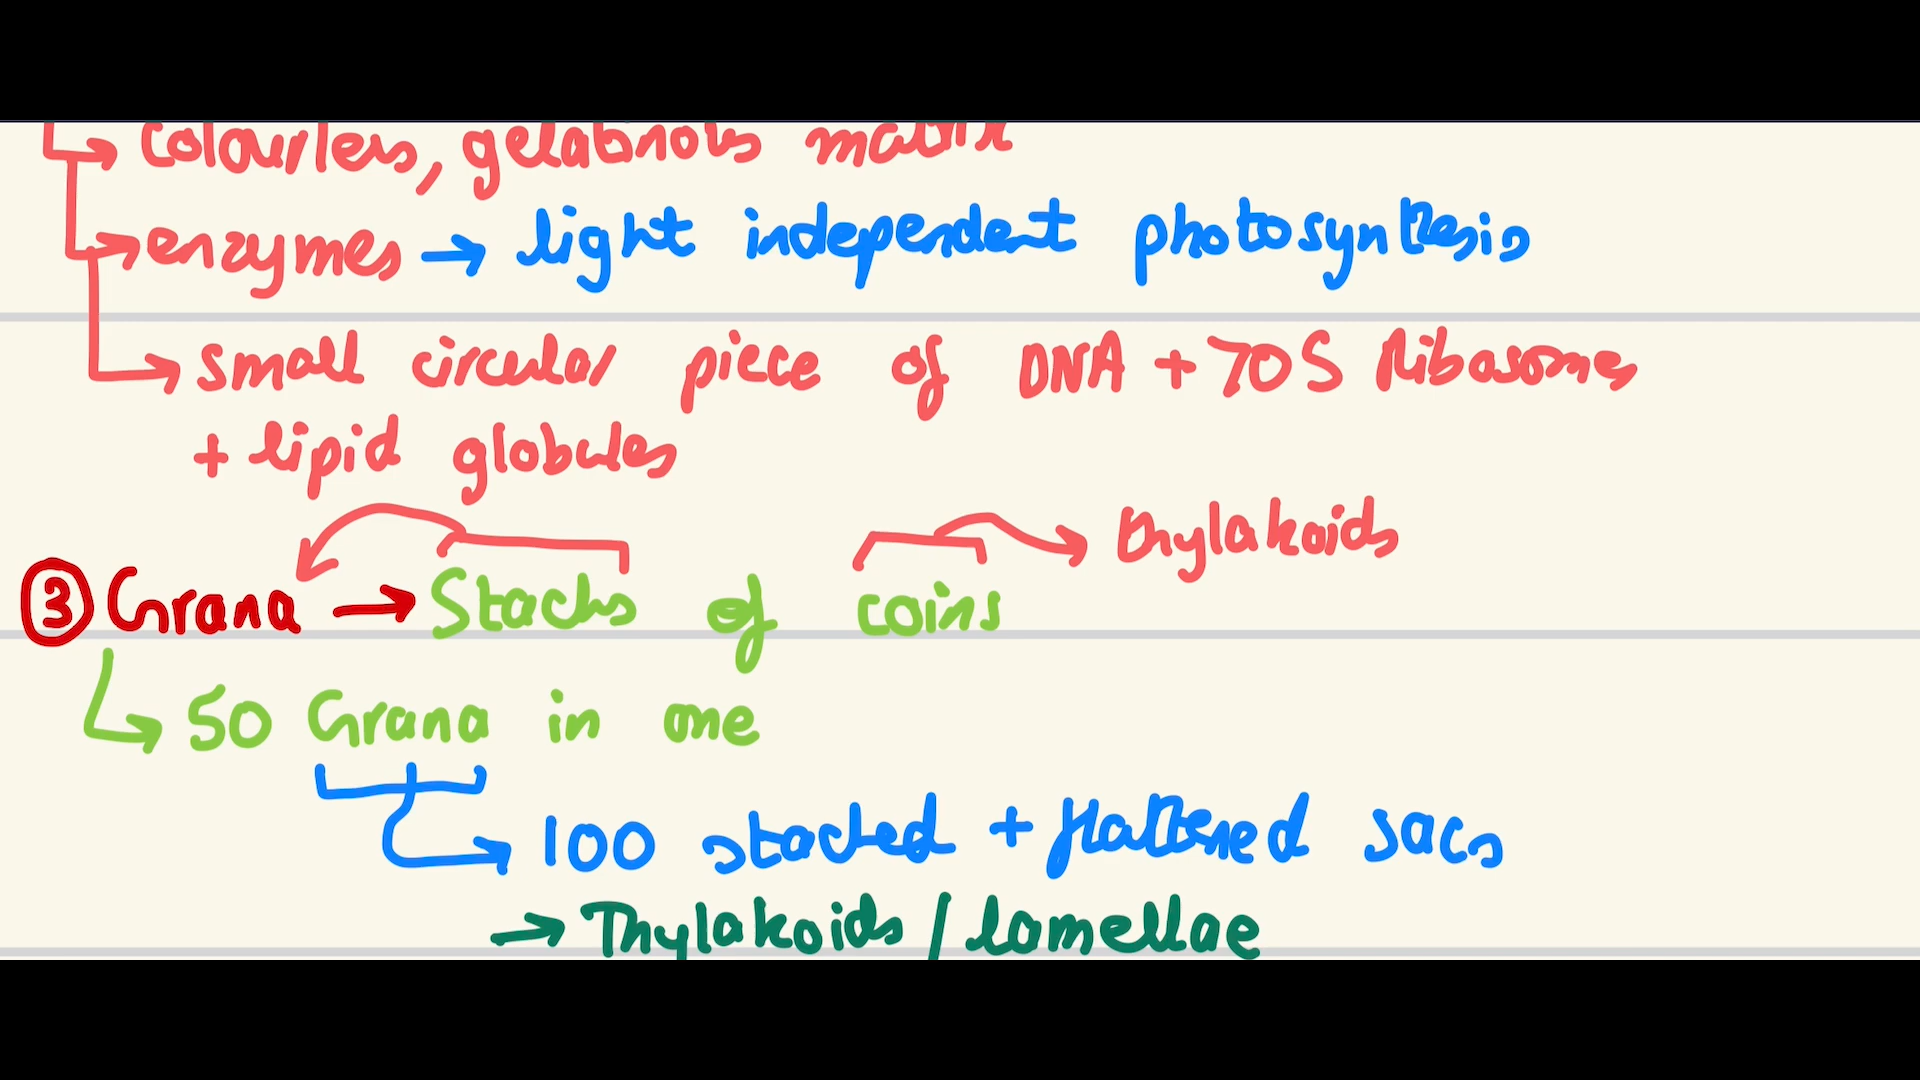 ↳ colourless, gelatinous matrix
↳ enzymes → light independent photosynthesis
↳ small circular piece of DNA + 70S Ribosomes
+ lipid globules
→ thylakoids
③ Grana → Stacks of coins
↳ 50 Grana in one
↳ 100 stacked + flattened sacs
→ Thylakoids / lamellae